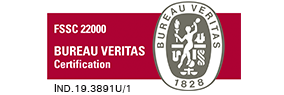 FSSC 22000
BUREAU VERITAS
Certification
BUREAU VERITAS
1828
IND.19.3891U/1